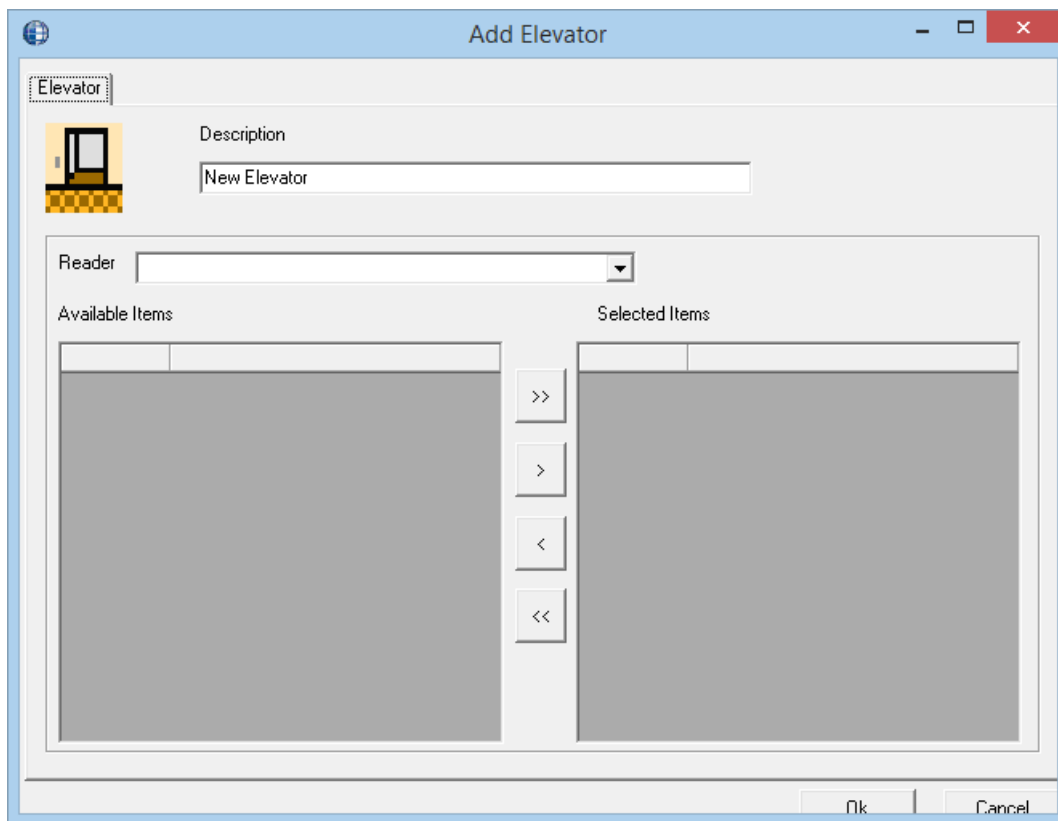 Add Elevator
Elevator
Description
New Elevator
Reader
Available Items
Selected Items
>>
>
<
<<
Ok
Cancel